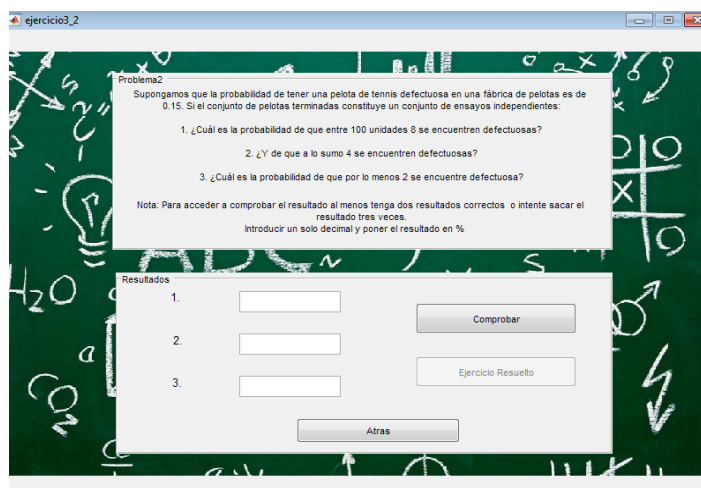 ejercicio3_2
Problema2
Supongamos que la probabilidad de tener una pelota de tennis defectuosa en una fábrica de pelotas es de
0.15. Si el conjunto de pelotas terminadas constituye un conjunto de ensayos independientes:
1. ¿Cuál es la probabilidad de que entre 100 unidades 8 se encuentren defectuosas?
2. ¿Y de que a lo sumo 4 se encuentren defectuosas?
3. ¿Cuál es la probabilidad de que por lo menos 2 se encuentre defectuosa?
Nota: Para acceder a comprobar el resultado al menos tenga dos resultados correctos o intente sacar el
resultado tres veces.
Introducir un solo decimal y poner el resultado en %
ABC
H₂O
Resultados
1.
Comprobar
2.
a
Ejercicio Resuelto
3.
CO₂
Atras